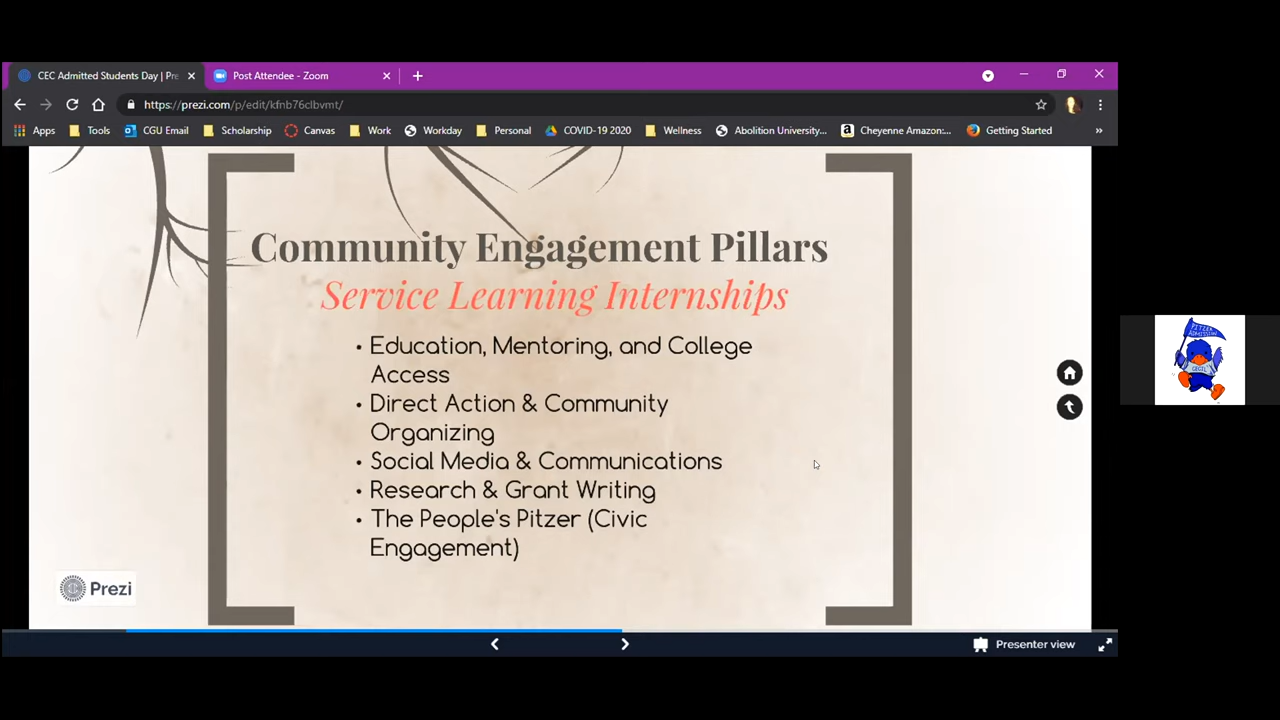 CEC Admitted Students Day | Pre
Post Attendee - Zoom
https://prezi.com/p/edit/kfnb76clbvmt/
Apps Tools CGU Email Scholarship Canvas Work Workday Personal COVID-19 2020 Wellness Abolition University... Cheyenne Amazon:... Getting Started »
Community Engagement Pillars
Service Learning Internships
• Education, Mentoring, and College
Access
• Direct Action & Community
Organizing
• Social Media & Communications
• Research & Grant Writing
• The People's Pitzer (Civic
Engagement)
Prezi
Presenter view
PITZER
ADMISSION
CECIL